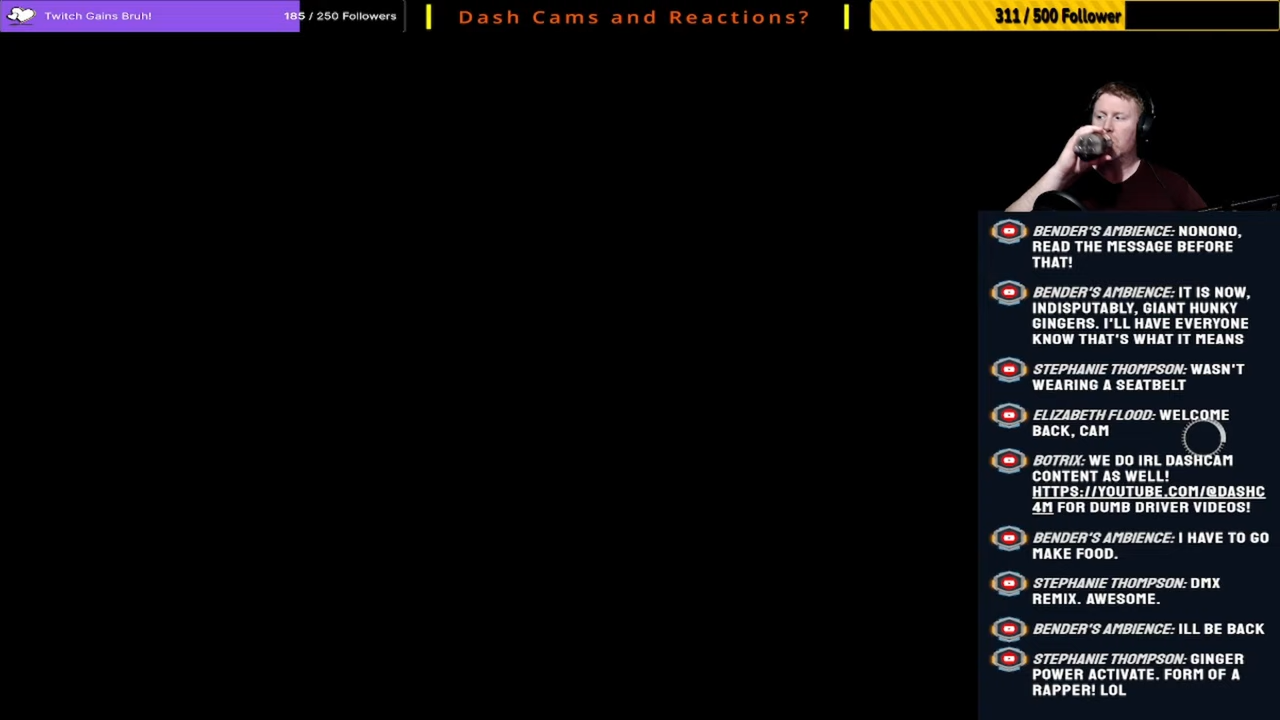 Twitch Gains Bruh!
185 / 250 Followers
Dash Cams and Reactions?
311 / 500 Follower
BENDER'S AMBIENCE: NONONO,
READ THE MESSAGE BEFORE
THAT!
BENDER'S AMBIENCE: IT IS NOW,
INDISPUTABLY, GIANT HUNKY
GINGERS. I'LL HAVE EVERYONE
KNOW THAT'S WHAT IT MEANS
STEPHANIE THOMPSON: WASN'T
WEARING A SEATBELT
ELIZABETH FLOOD: WELCOME
BACK, CAM
BOTRIX: WE DO IRL DASHCAM
CONTENT AS WELL!
HTTPS://YOUTUBE.COM/@DASHC
4M FOR DUMB DRIVER VIDEOS!
BENDER'S AMBIENCE: I HAVE TO GO
MAKE FOOD.
STEPHANIE THOMPSON: DMX
REMIX. AWESOME.
BENDER'S AMBIENCE: ILL BE BACK
STEPHANIE THOMPSON: GINGER
POWER ACTIVATE. FORM OF A
RAPPER! LOL